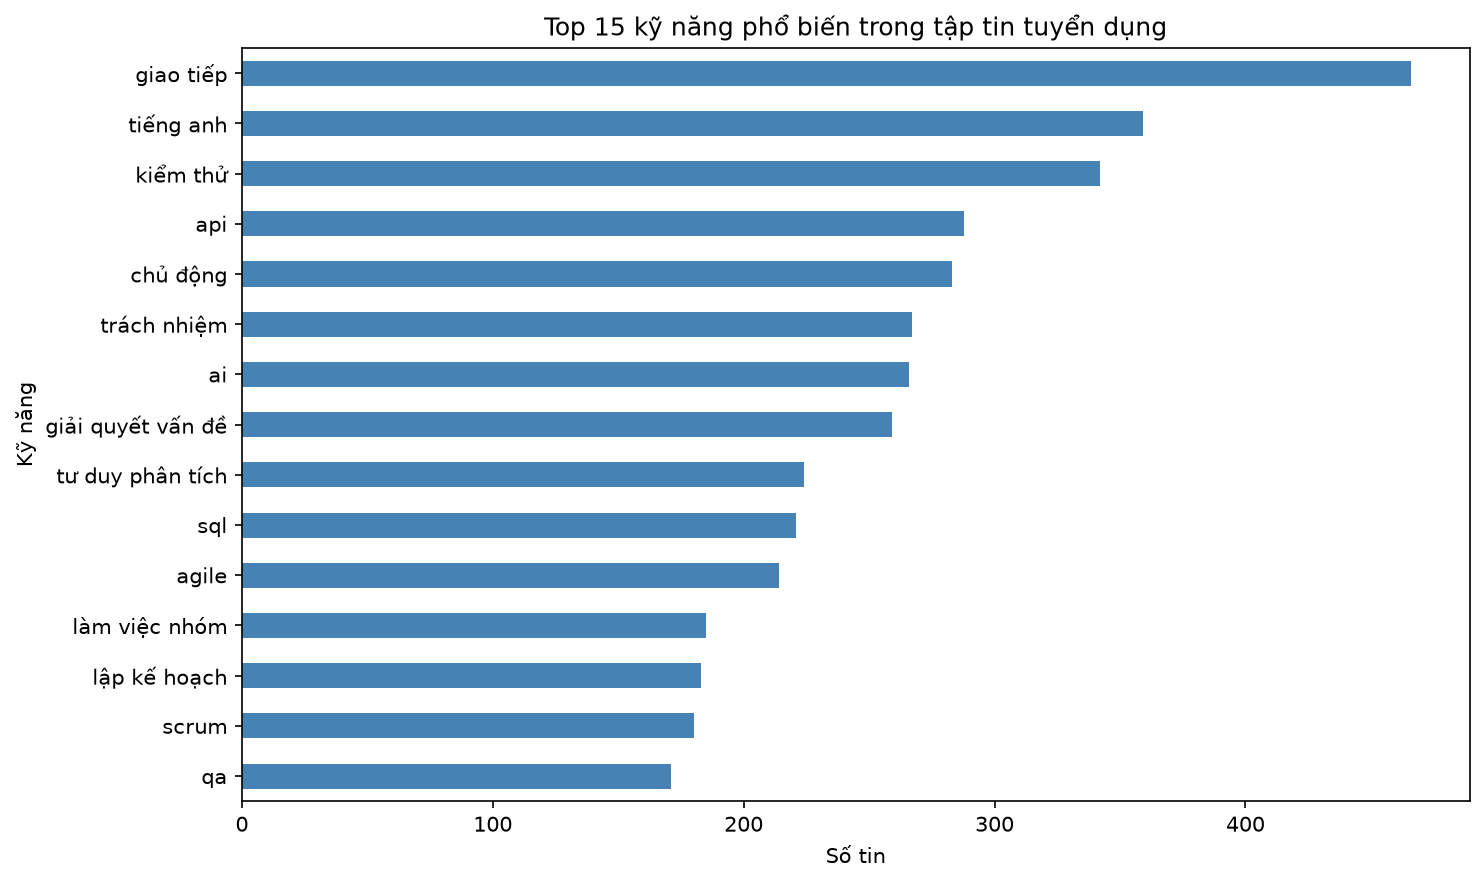 Top 15 kỹ năng phổ biến trong tập tin tuyển dụng
Kỹ năng
giao tiếp
tiếng anh
kiểm thử
api
chủ động
trách nhiệm
ai
giải quyết vấn đề
tư duy phân tích
sql
agile
làm việc nhóm
lập kế hoạch
scrum
qa
0 100 200 300 400
Số tin